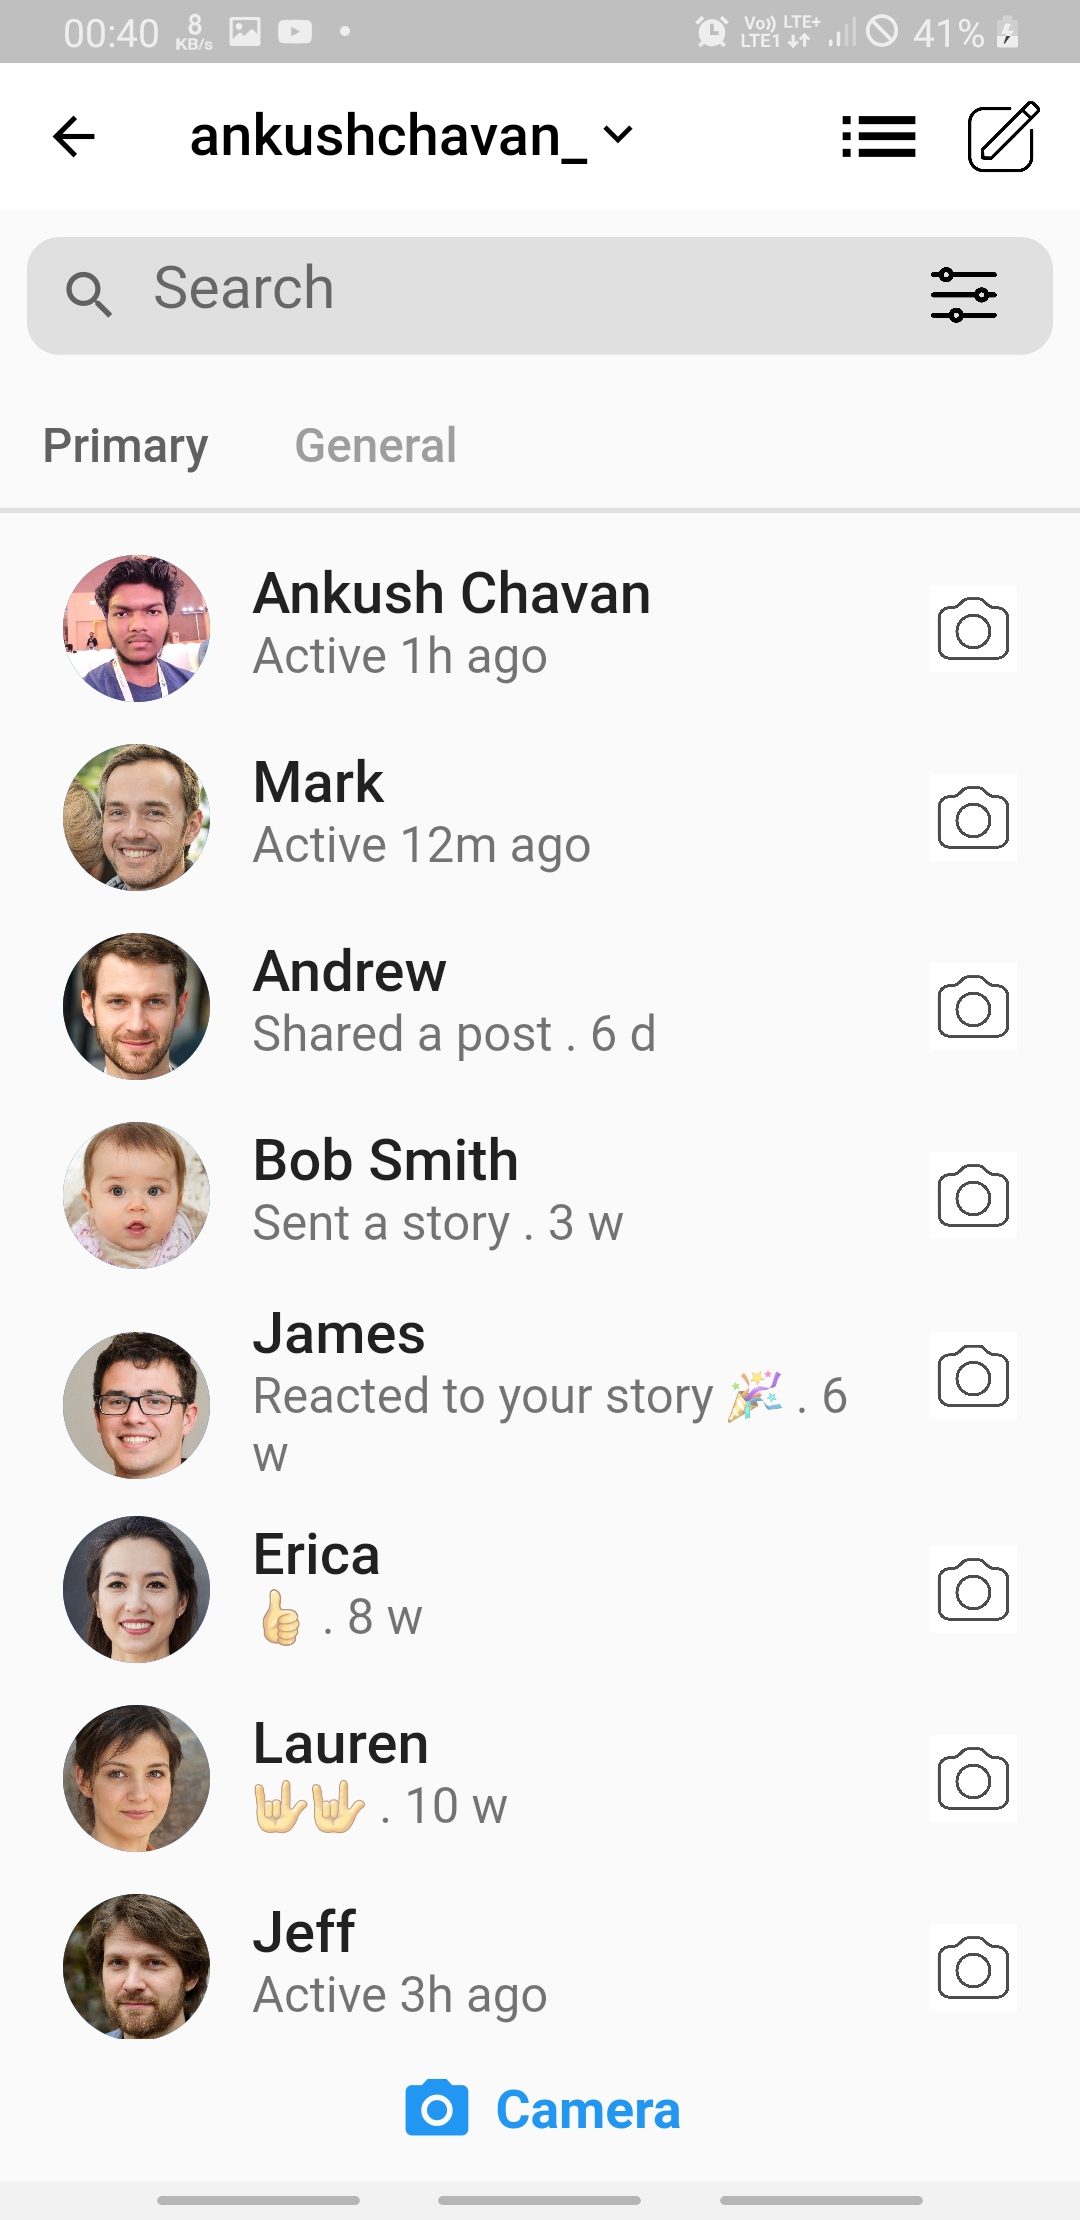 00:40 8 KB/s Vo)) LTE+ LTE1 41%
ankushchavan_
Search
Primary General
Ankush Chavan
Active 1h ago
Mark
Active 12m ago
Andrew
Shared a post . 6 d
Bob Smith
Sent a story . 3 w
James
Reacted to your story 🎉 . 6
w
Erica
👍 . 8 w
Lauren
🤟🤟 . 10 w
Jeff
Active 3h ago
Camera